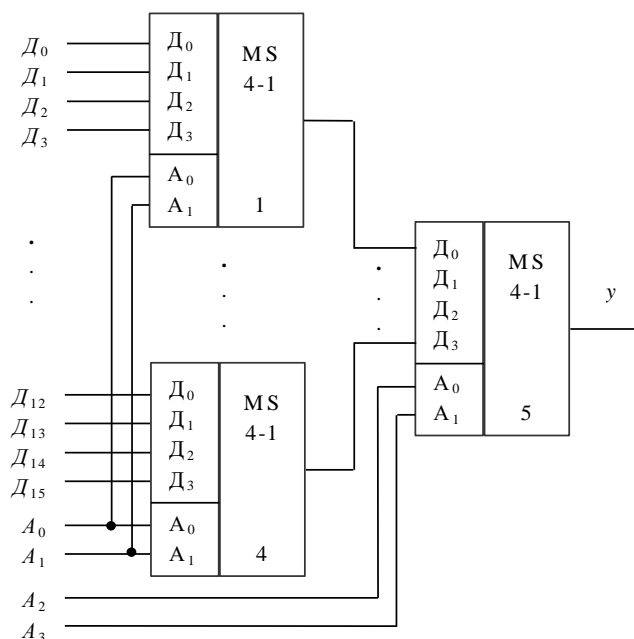 Д₀ Д₀ MS
Д₁ Д₁ 4-1
Д₂ Д₂
Д₃ Д₃
A₀
A₁ 1
Д₀ MS
Д₁ 4-1
Д₂
Д₃
A₀
A₁ 5
y
Д₁₂ Д₀ MS
Д₁₃ Д₁ 4-1
Д₁₄ Д₂
Д₁₅ Д₃
A₀ A₀
A₁ A₁ 4
A₂
A₃